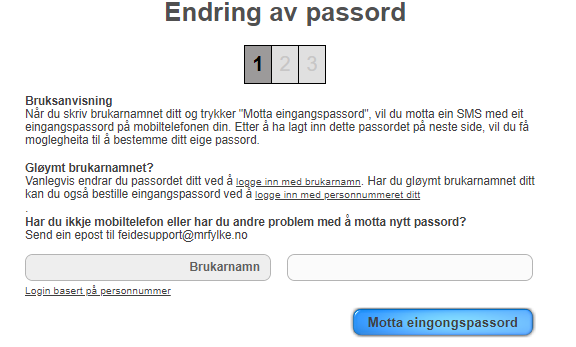 Endring av passord
1 2 3
Bruksanvisning
Når du skriv brukarnamnet ditt og trykker "Motta eingangspassord", vil du motta ein SMS med eit
eingangspassord på mobiltelefonen din. Etter å ha lagt inn dette passordet på neste side, vil du få
moglegheita til å bestemme ditt eige passord.
Gløymt brukarnamnet?
Vanlegvis endrar du passordet ditt ved å logge inn med brukarnamn. Har du gløymt brukarnamnet ditt
kan du også bestille eingangspassord ved å logge inn med personnummeret ditt
.
Har du ikkje mobiltelefon eller har du andre problem med å motta nytt passord?
Send ein epost til feidesupport@mrfylke.no
Brukarnamn
Login basert på personnummer
Motta eingongspassord